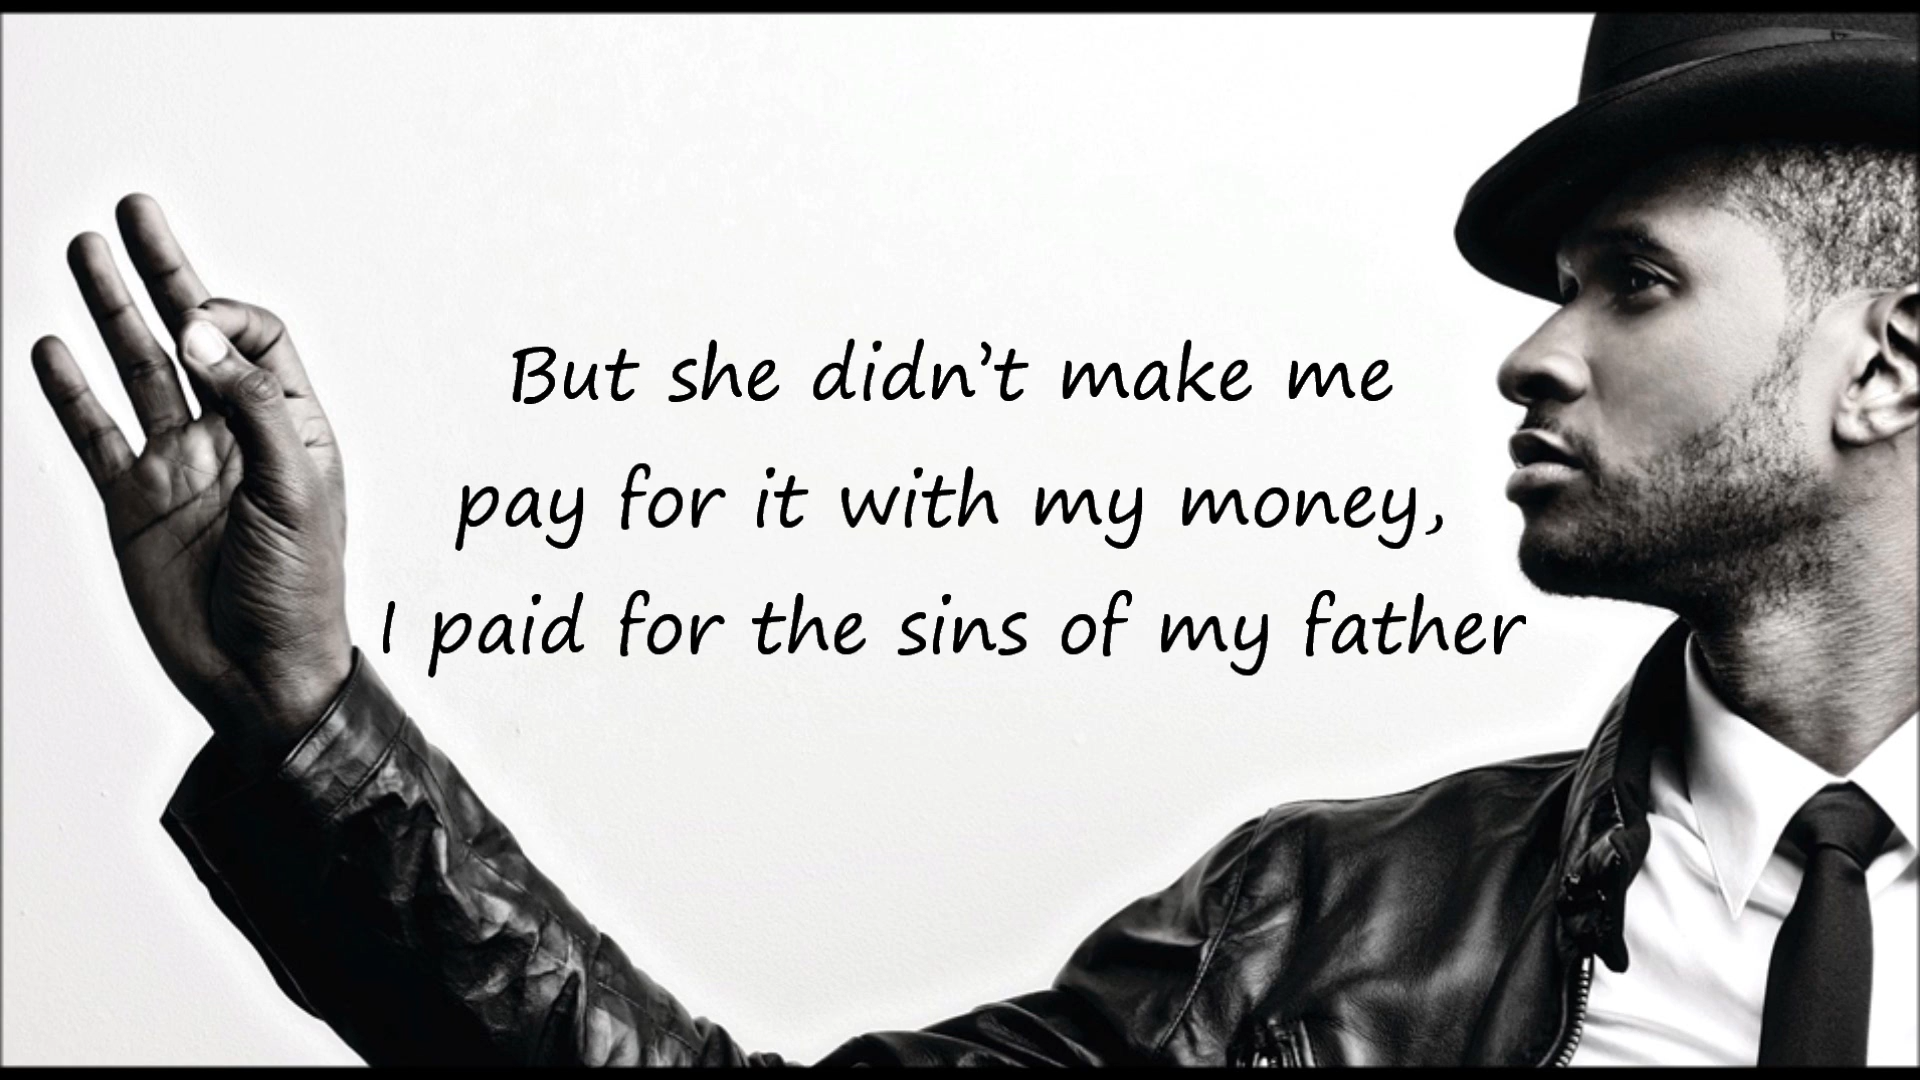 But she didn't make me
pay for it with my money,
I paid for the sins of my father